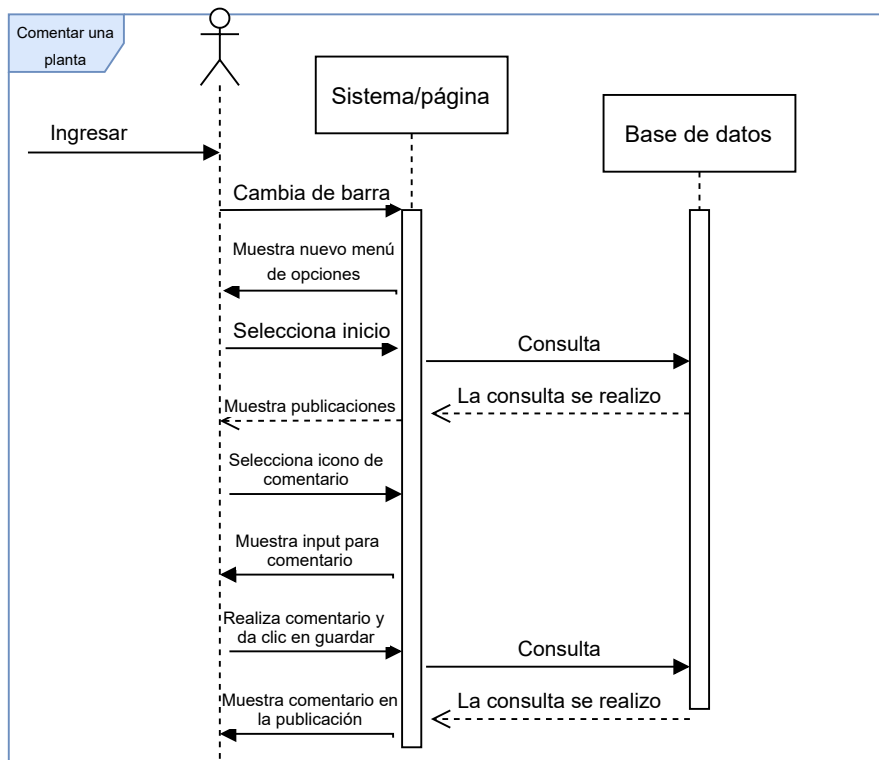 Comentar una
planta
Sistema/página
Base de datos
Ingresar
Cambia de barra
Muestra nuevo menú
de opciones
Selecciona inicio
Consulta
La consulta se realizo
Muestra publicaciones
Selecciona icono de
comentario
Muestra input para
comentario
Realiza comentario y
da clic en guardar
Consulta
La consulta se realizo
Muestra comentario en
la publicación